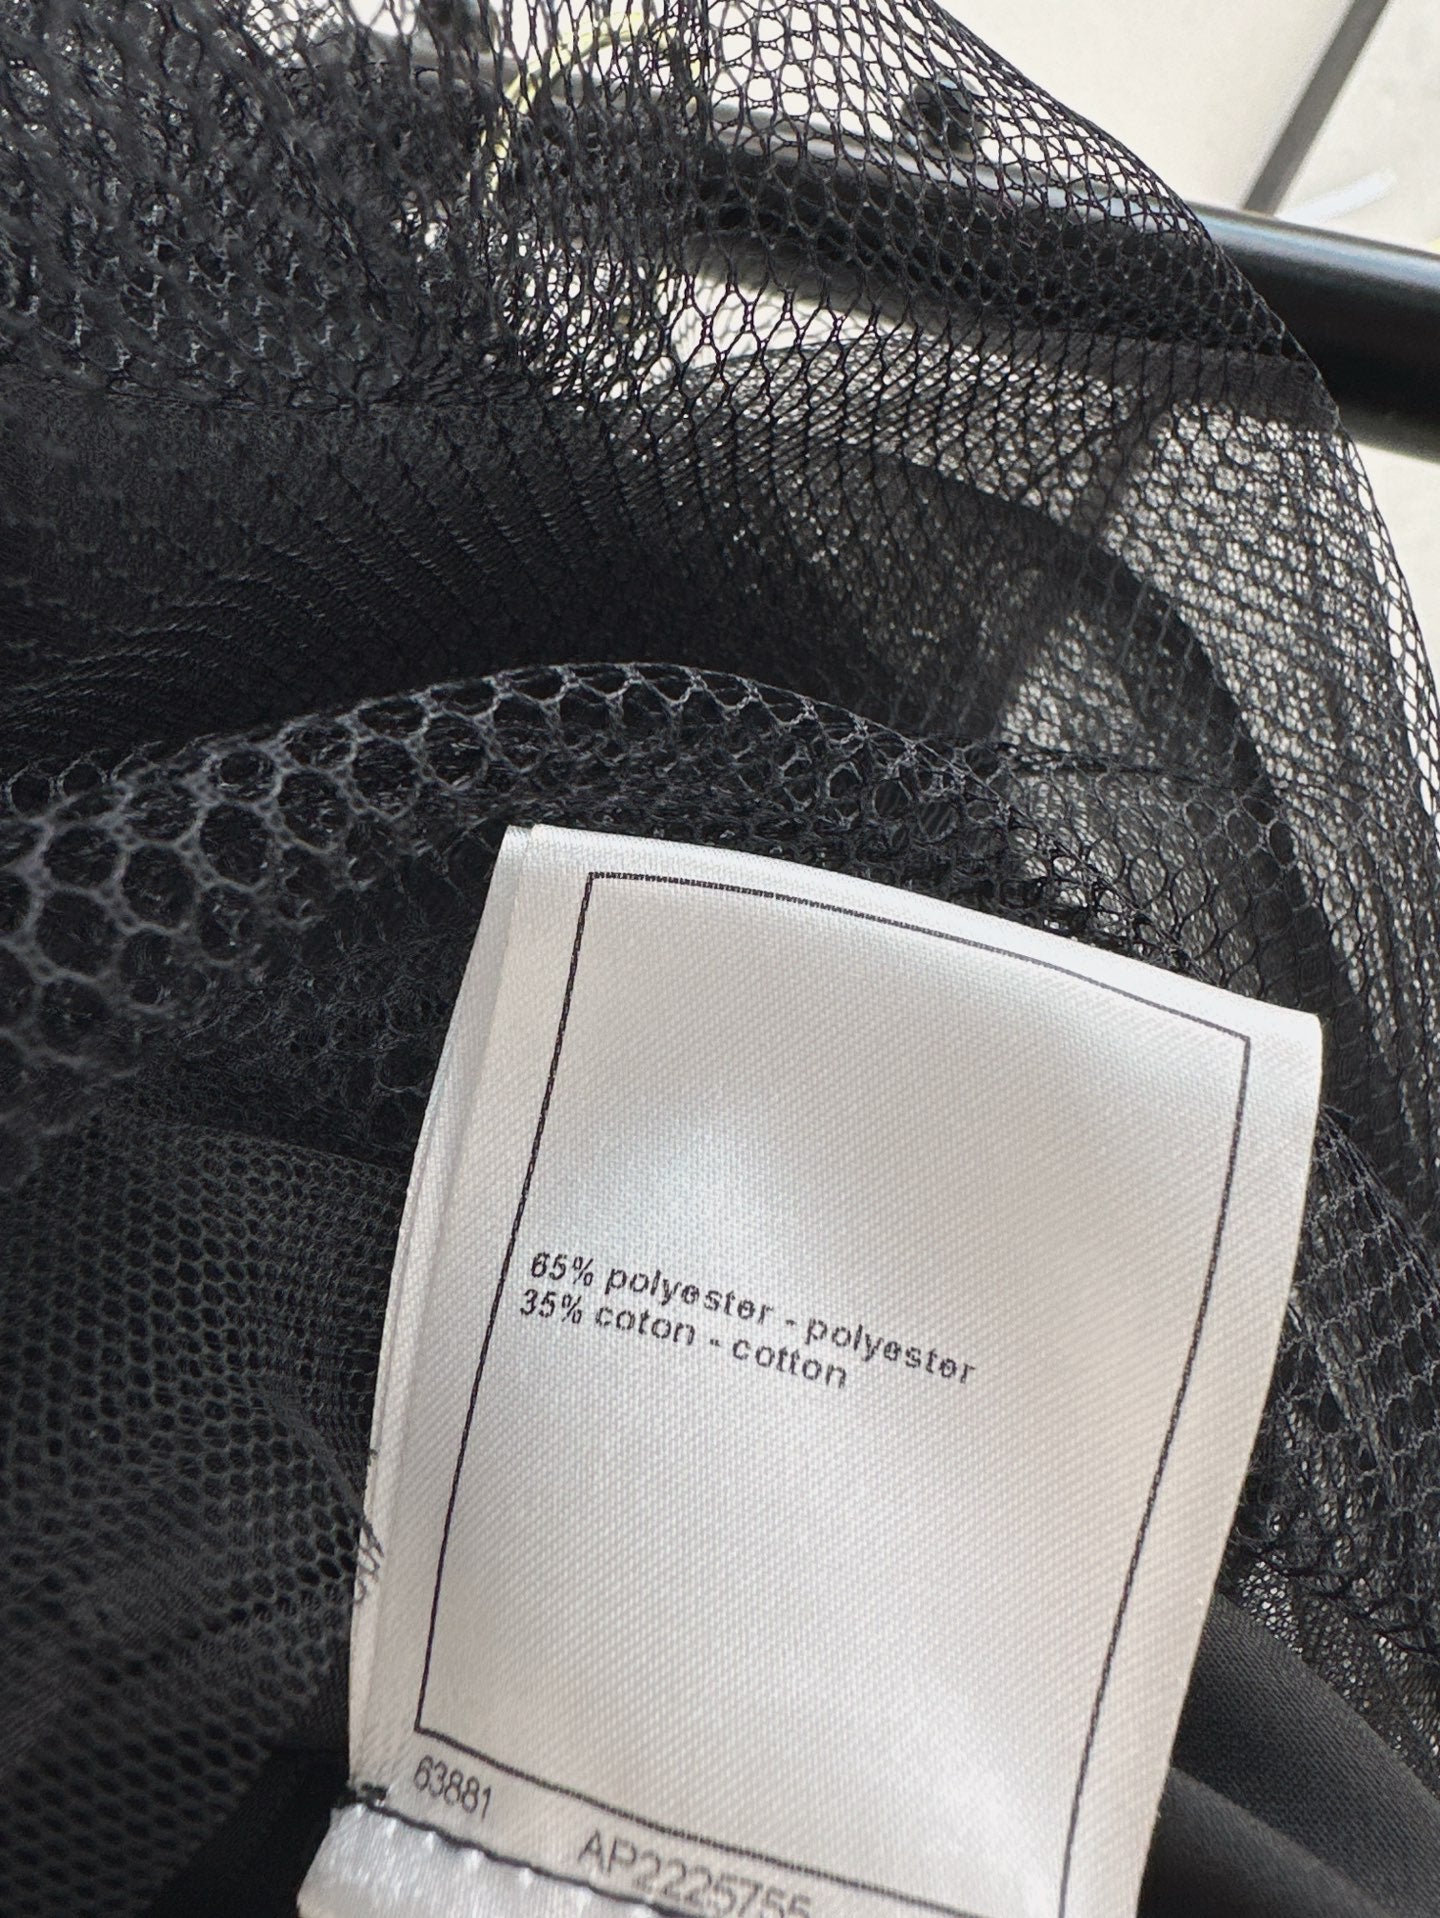 65% polyester - polyester
35% coton - cotton
63881
AP2225755